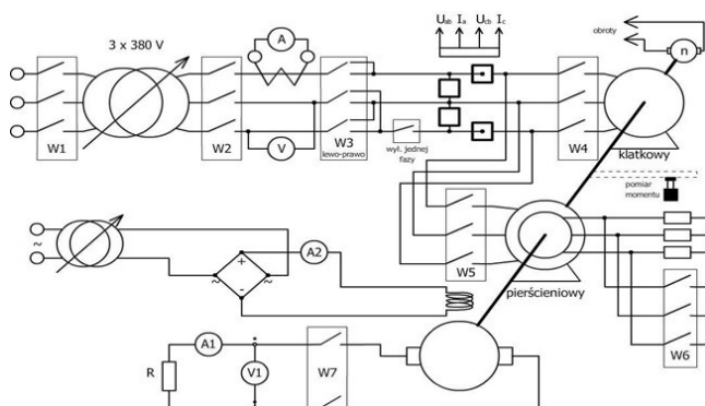 3 x 380 V
A
Uab Ia Ucb Ic
obroty
n
W1
W2
V
W3
lewo-prawo
wył. jednej
fazy
W4
klatkowy
pomiar
momentu
~
+
-
~
~
A2
W5
pierścieniowy
W6
R
A1
V1
W7